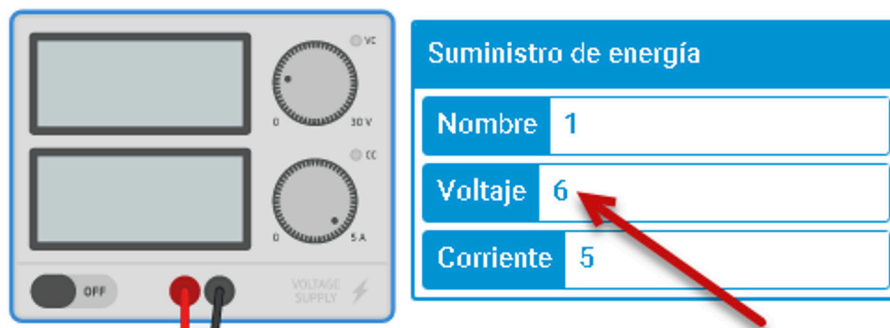 VC
0
30 V
CC
0
5 A
OFF
VOLTAGE
SUPPLY
Suministro de energía
Nombre 1
Voltaje 6
Corriente 5